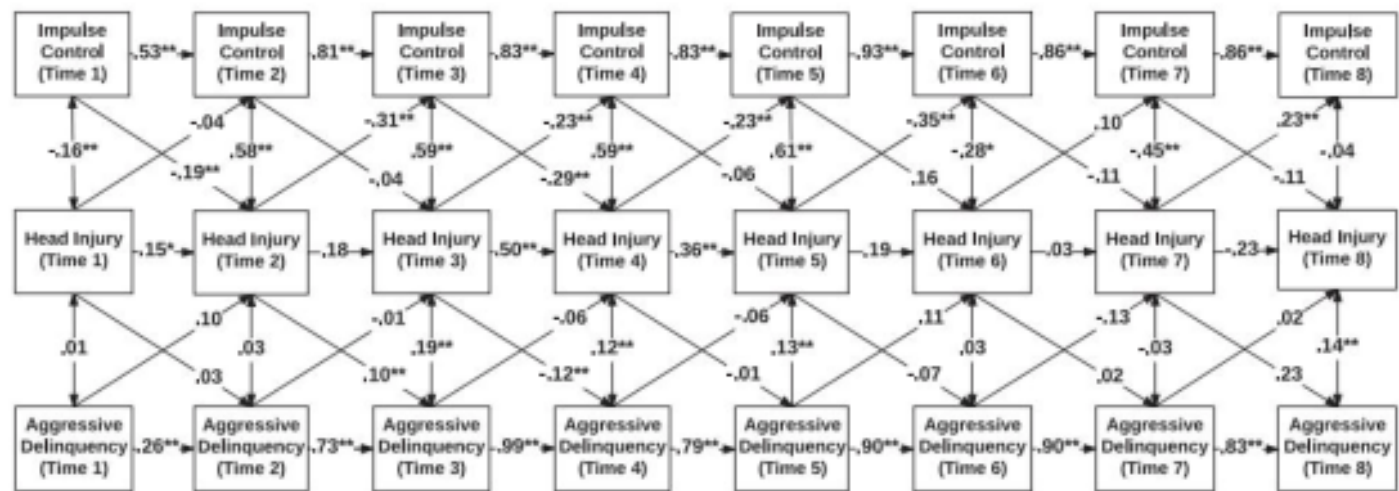 Impulse Control (Time 1) -.53** Impulse Control (Time 2) .81** Impulse Control (Time 3) -.83** Impulse Control (Time 4) -.83** Impulse Control (Time 5) -.93** Impulse Control (Time 6) -.86** Impulse Control (Time 7) -.86** Impulse Control (Time 8)
-.04 -.31** -.23** -.23** -.35** .10 .23**
-.16** .58** .59** .59** .61** -.28* -.45** -.04
-.19** -.04 -.29** -.06 .16 -.11 -.11
Head Injury (Time 1) -.15* Head Injury (Time 2) .18 Head Injury (Time 3) .50** Head Injury (Time 4) .36** Head Injury (Time 5) -.19 Head Injury (Time 6) -.03 Head Injury (Time 7) -.23 Head Injury (Time 8)
.10 -.01 -.06 -.06 .11 -.13 .02
.01 .03 .19** .12** .13** .03 -.03 .14**
.03 .10** -.12** -.01 -.07 .02 .23
Aggressive Delinquency (Time 1) .26** Aggressive Delinquency (Time 2) .73** Aggressive Delinquency (Time 3) .99** Aggressive Delinquency (Time 4) -.79** Aggressive Delinquency (Time 5) -.90** Aggressive Delinquency (Time 6) -.90** Aggressive Delinquency (Time 7) -.83** Aggressive Delinquency (Time 8)